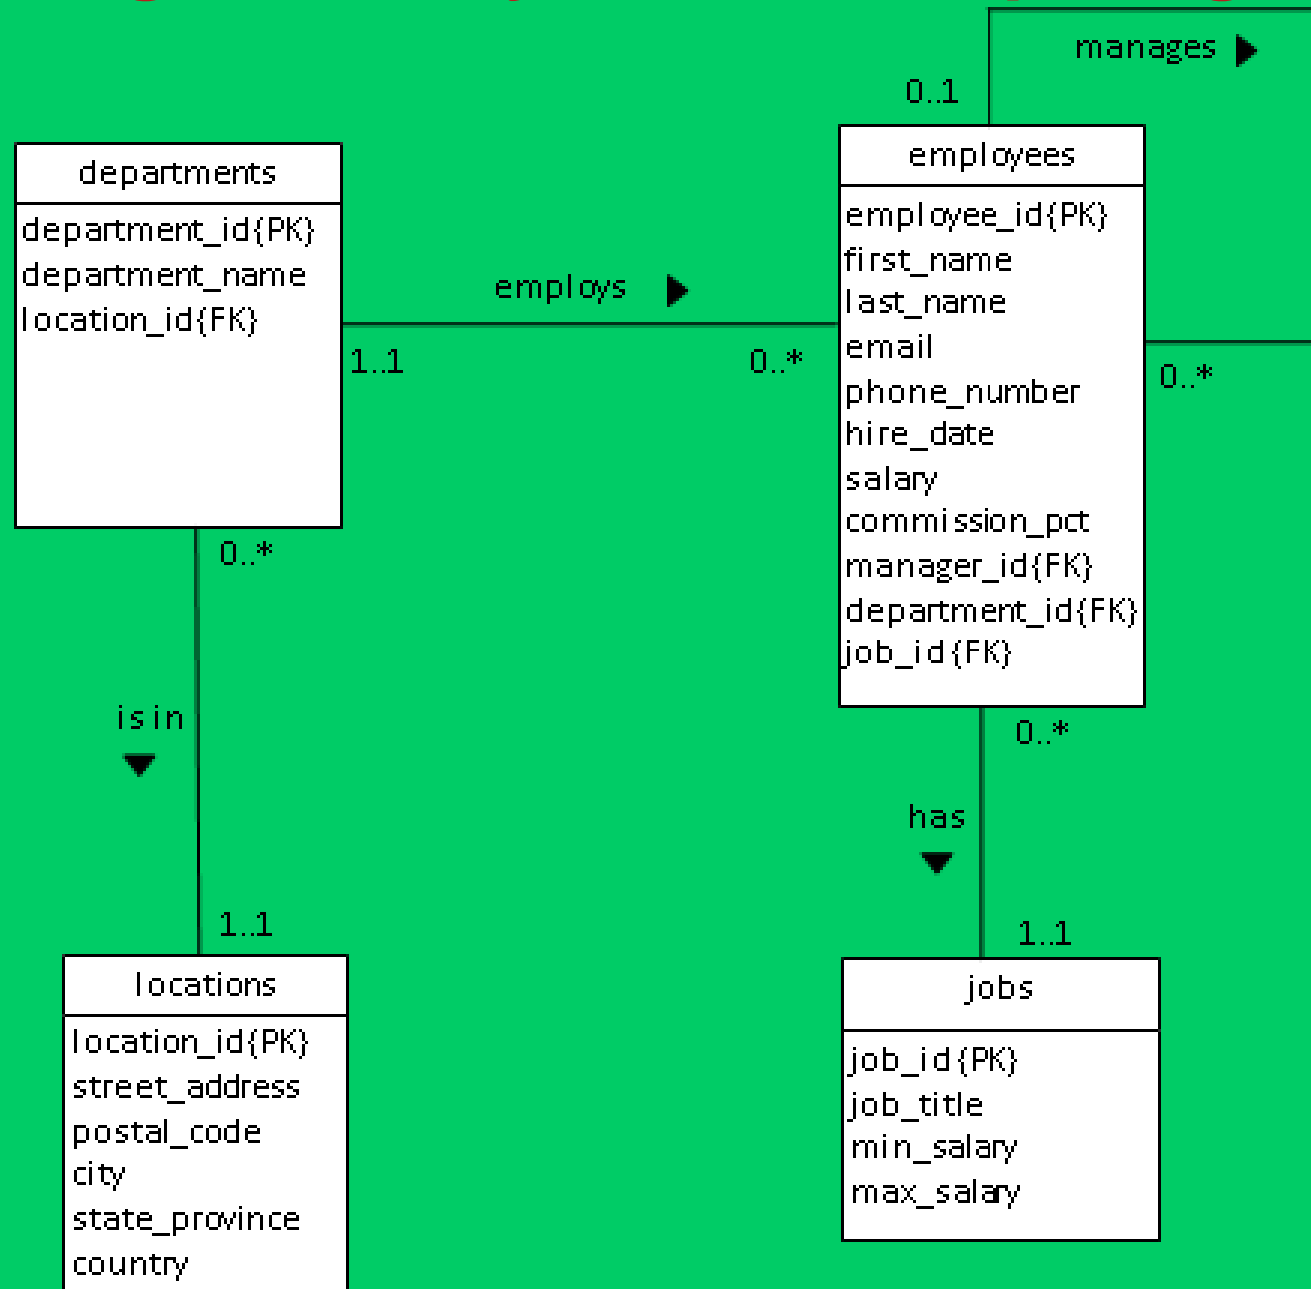 manages
0..1
departments
department_id{PK}
department_name
location_id{FK}
employs
1..1
0..*
employees
employee_id{PK}
first_name
last_name
email
phone_number
hire_date
salary
commission_pct
manager_id{FK}
department_id{FK}
job_id{FK}
0..*
0..*
is in
1..1
0..*
has
1..1
locations
location_id{PK}
street_address
postal_code
city
state_province
country
jobs
job_id{PK}
job_title
min_salary
max_salary